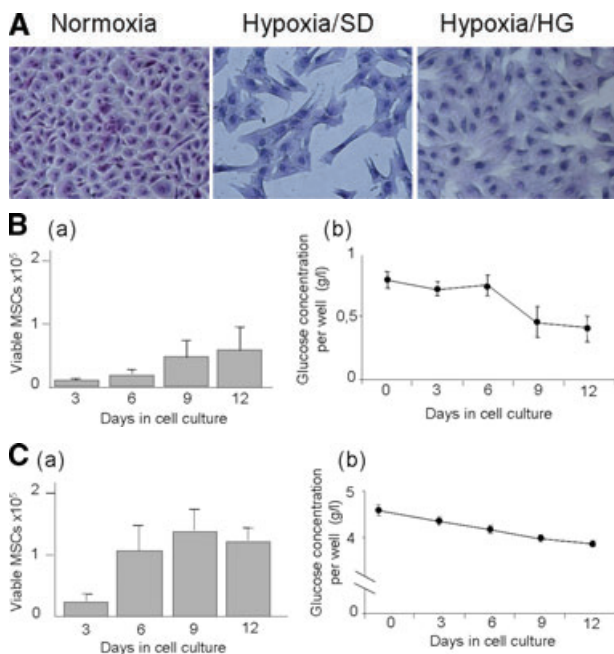 A Normoxia Hypoxia/SD Hypoxia/HG
B (a)
Viable MSCs x10⁵
2
1
0
3 6 9 12
Days in cell culture
(b)
Glucose concentration
per well (g/l)
1
0,5
0
0 3 6 9 12
Days in cell culture
C (a)
Viable MSCs x10⁵
2
1
0
3 6 9 12
Days in cell culture
(b)
Glucose concentration
per well (g/l)
5
4
0
0 3 6 9 12
Days in cell culture